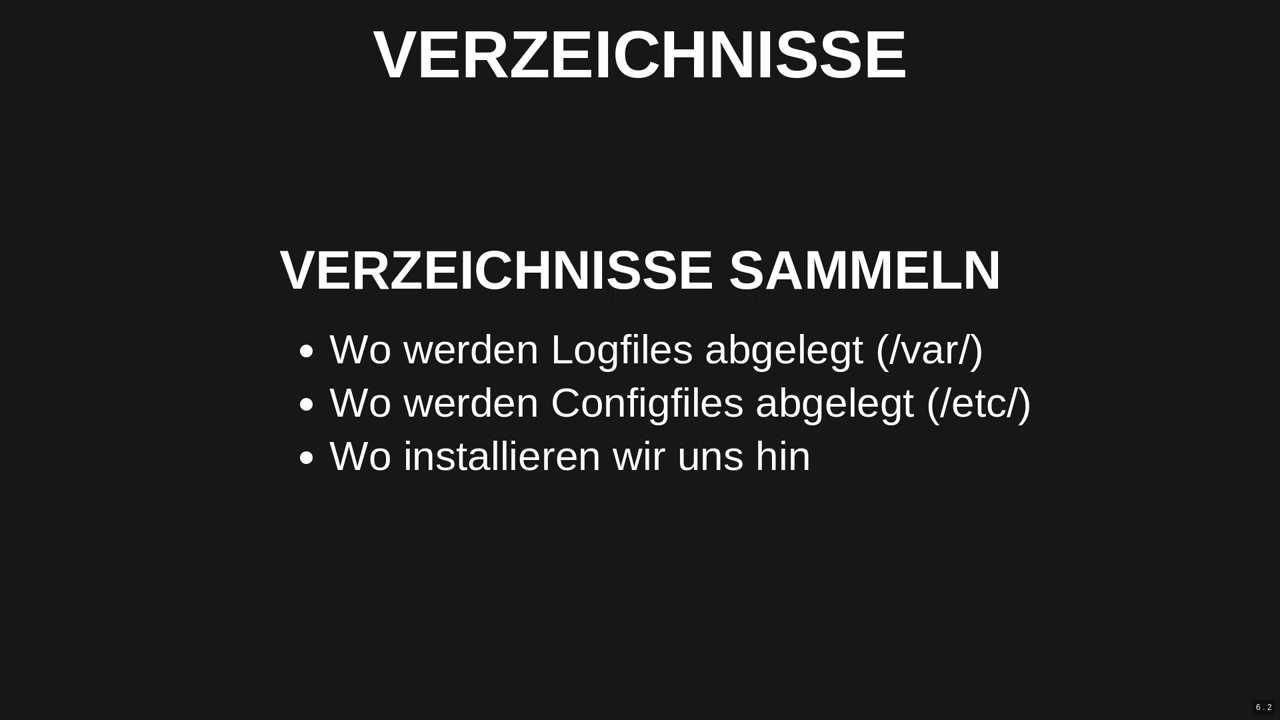 VERZEICHNISSE
VERZEICHNISSE SAMMELN
• Wo werden Logfiles abgelegt (/var/)
• Wo werden Configfiles abgelegt (/etc/)
• Wo installieren wir uns hin
6 . 2